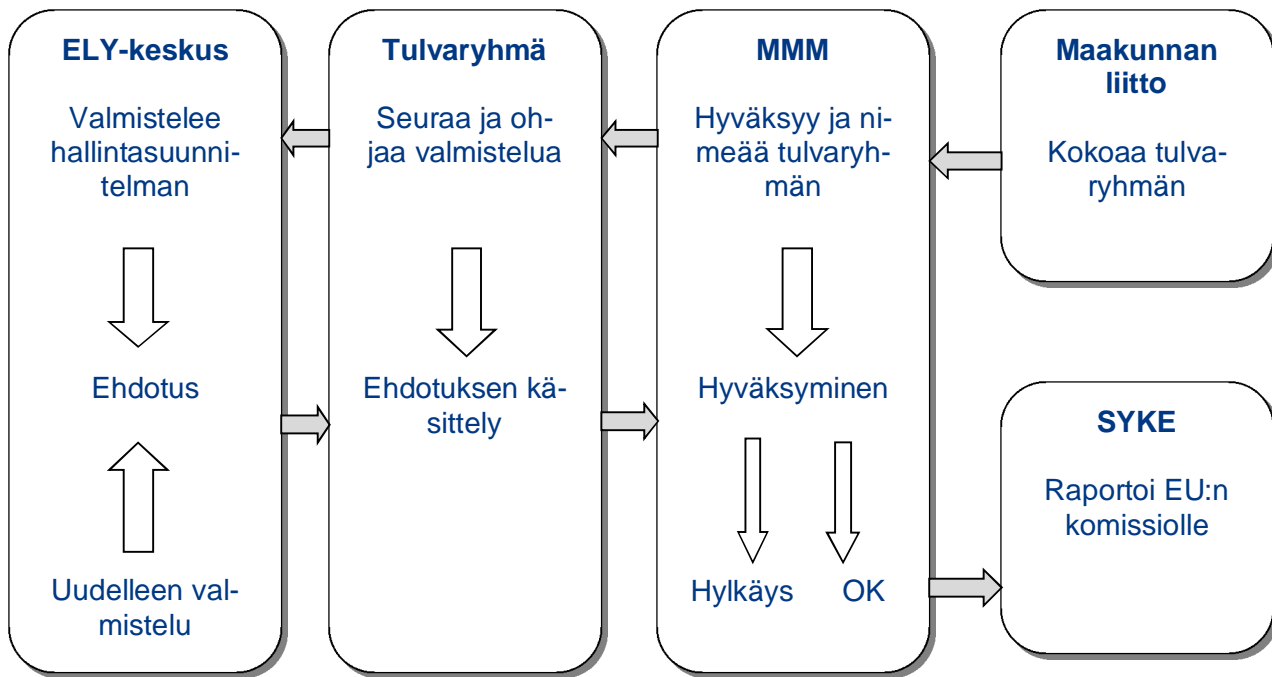 ELY-keskus
Valmistelee
hallintasuunni-
telman
Ehdotus
Uudelleen val-
mistelu
Tulvaryhmä
Seuraa ja oh-
jaa valmistelua
Ehdotuksen kä-
sittely
MMM
Hyväksyy ja ni-
meää tulvaryh-
män
Hyväksyminen
Hylkäys OK
Maakunnan
liitto
Kokoaa tulva-
ryhmän
SYKE
Raportoi EU:n
komissiolle